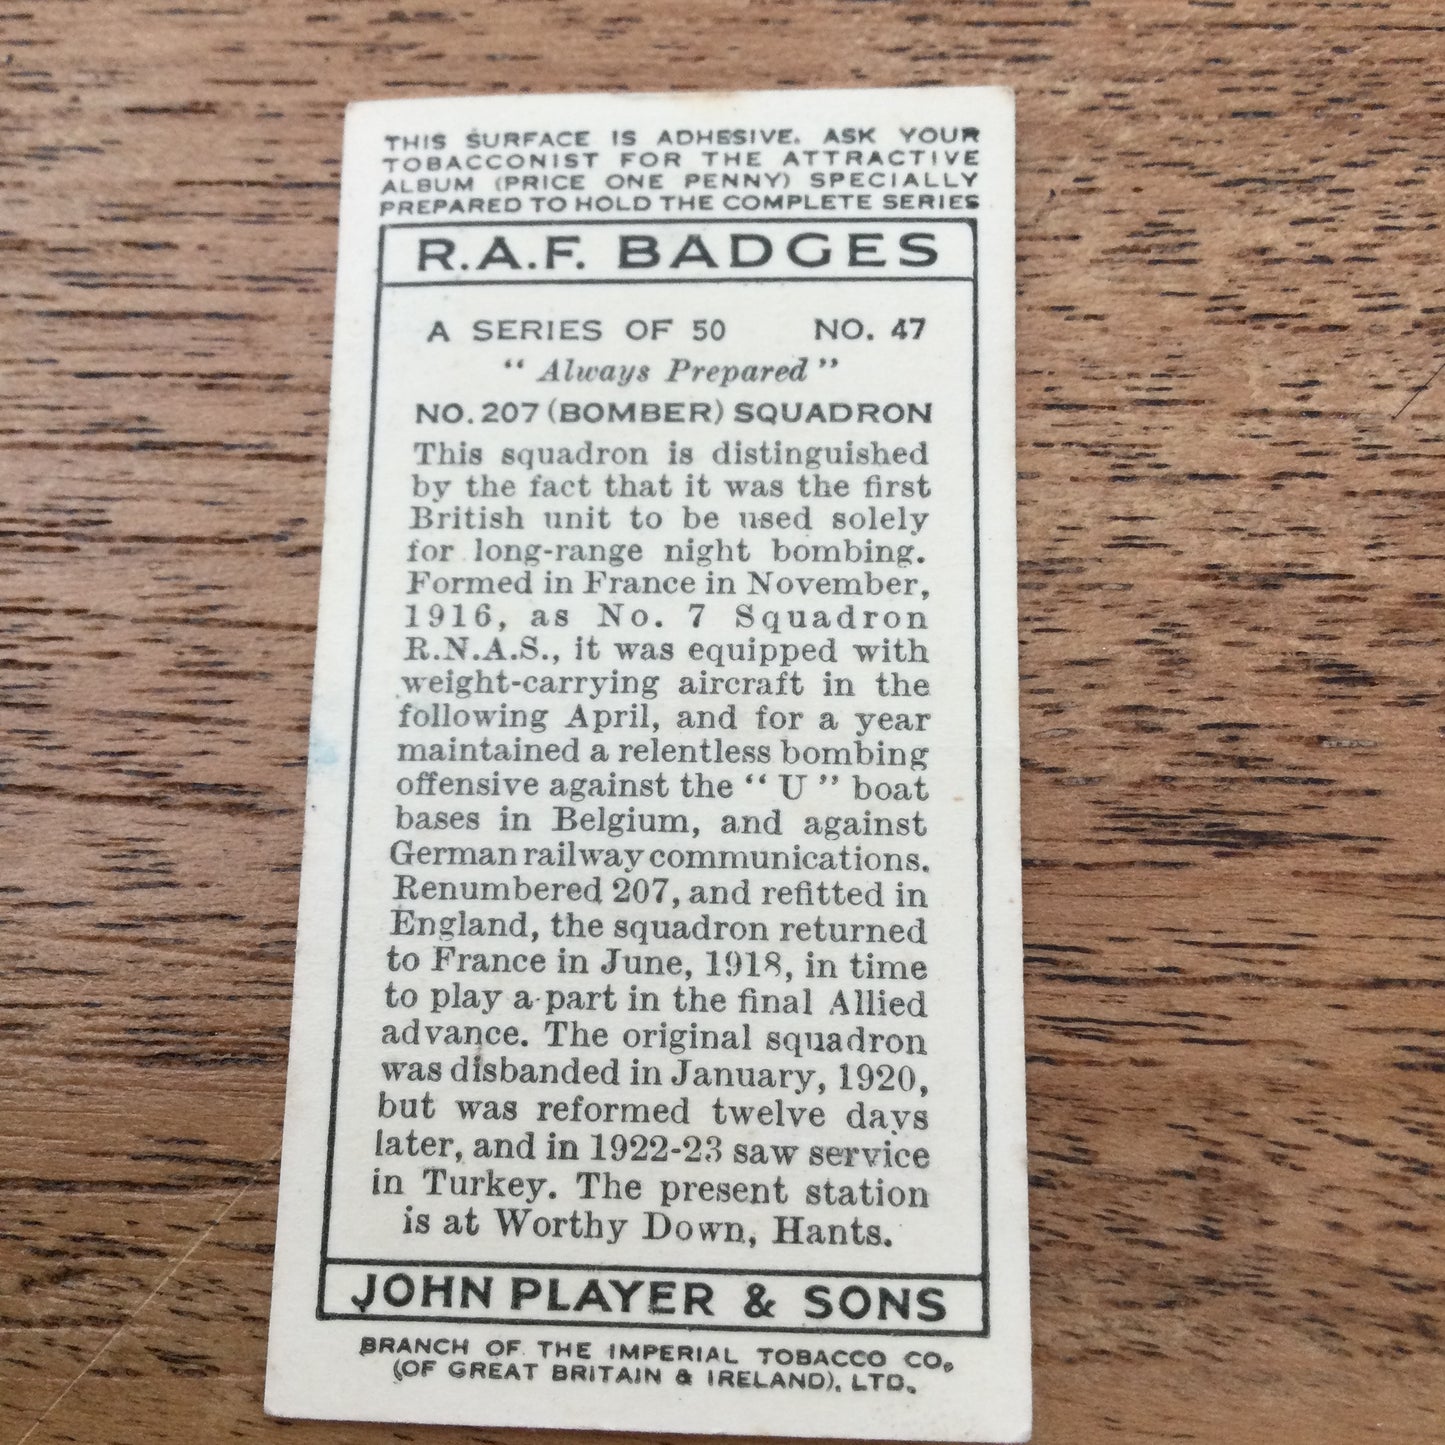 THIS SURFACE IS ADHESIVE. ASK YOUR
TOBACCONIST FOR THE ATTRACTIVE
ALBUM (PRICE ONE PENNY) SPECIALLY
PREPARED TO HOLD THE COMPLETE SERIES
R.A.F. BADGES
A SERIES OF 50 NO. 47
"Always Prepared"
NO. 207 (BOMBER) SQUADRON
This squadron is distinguished
by the fact that it was the first
British unit to be used solely
for long-range night bombing.
Formed in France in November,
1916, as No. 7 Squadron
R.N.A.S., it was equipped with
weight-carrying aircraft in the
following April, and for a year
maintained a relentless bombing
offensive against the "U" boat
bases in Belgium, and against
German railway communications.
Renumbered 207, and refitted in
England, the squadron returned
to France in June, 1918, in time
to play a part in the final Allied
advance. The original squadron
was disbanded in January, 1920,
but was reformed twelve days
later, and in 1922-23 saw service
in Turkey. The present station
is at Worthy Down, Hants.
JOHN PLAYER & SONS
BRANCH OF THE IMPERIAL TOBACCO CO.
(OF GREAT BRITAIN & IRELAND), LTD.